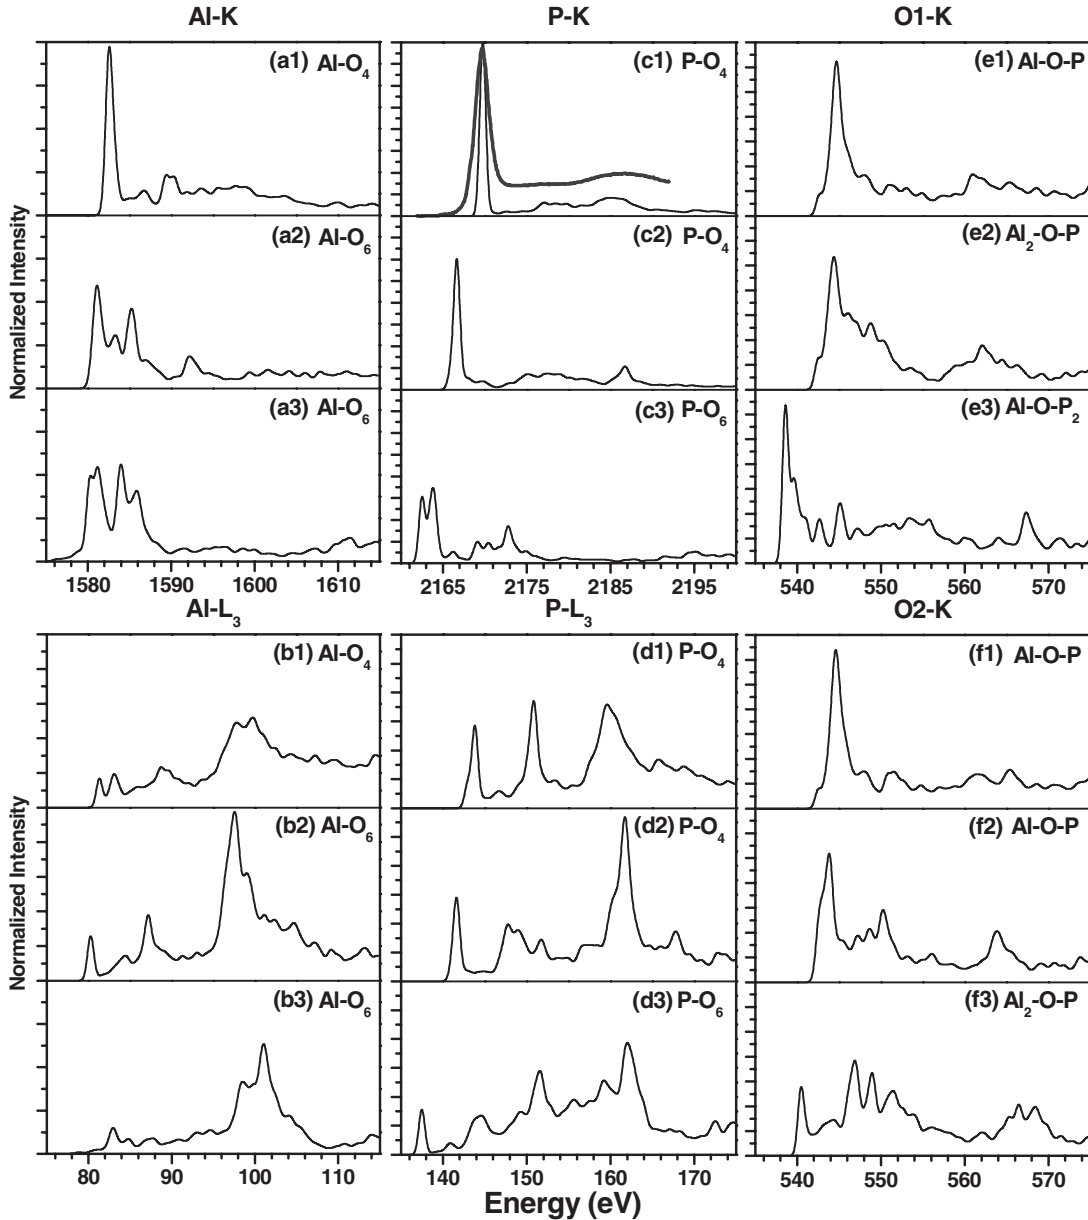 Al-K P-K O1-K
(a1) Al-O4 (c1) P-O4 (e1) Al-O-P
(a2) Al-O6 (c2) P-O4 (e2) Al2-O-P
(a3) Al-O6 (c3) P-O6 (e3) Al-O-P2
Normalized Intensity
1580 1590 1600 1610 2165 2175 2185 2195 540 550 560 570
Al-L3 P-L3 O2-K
(b1) Al-O4 (d1) P-O4 (f1) Al-O-P
(b2) Al-O6 (d2) P-O4 (f2) Al-O-P
(b3) Al-O6 (d3) P-O6 (f3) Al2-O-P
Normalized Intensity
80 90 100 110 140 150 160 170 540 550 560 570
Energy (eV)